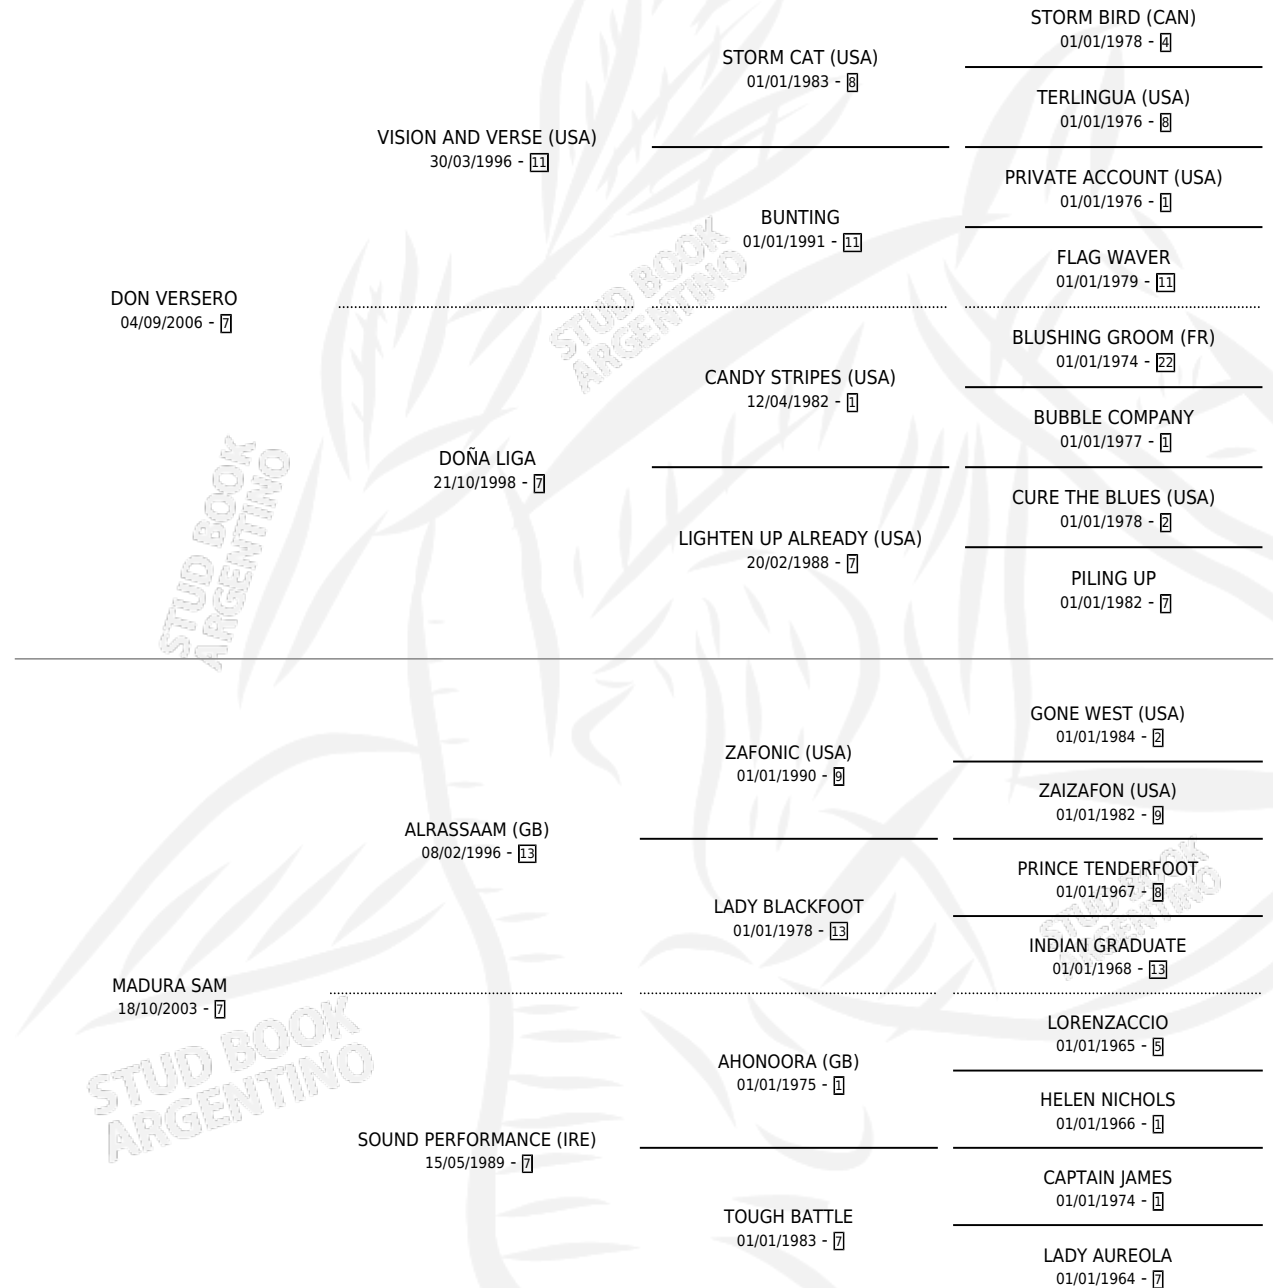 STORM BIRD (CAN)
01/01/1978 - 4
STORM CAT (USA)
01/01/1983 - 8
TERLINGUA (USA)
01/01/1976 - 8
VISION AND VERSE (USA)
30/03/1996 - 11
PRIVATE ACCOUNT (USA)
01/01/1976 - 1
BUNTING
01/01/1991 - 11
FLAG WAVER
01/01/1979 - 11
DON VERSERO
04/09/2006 - 7
BLUSHING GROOM (FR)
01/01/1974 - 22
CANDY STRIPES (USA)
12/04/1982 - 1
BUBBLE COMPANY
01/01/1977 - 1
DOÑA LIGA
21/10/1998 - 7
CURE THE BLUES (USA)
01/01/1978 - 2
LIGHTEN UP ALREADY (USA)
20/02/1988 - 7
PILING UP
01/01/1982 - 7
GONE WEST (USA)
01/01/1984 - 2
ZAFONIC (USA)
01/01/1990 - 9
ZAIZAFON (USA)
01/01/1982 - 9
ALRASSAAM (GB)
08/02/1996 - 13
PRINCE TENDERFOOT
01/01/1967 - 8
LADY BLACKFOOT
01/01/1978 - 13
INDIAN GRADUATE
01/01/1968 - 13
MADURA SAM
18/10/2003 - 7
LORENZACCIO
01/01/1965 - 5
AHONOORA (GB)
01/01/1975 - 1
HELEN NICHOLS
01/01/1966 - 1
SOUND PERFORMANCE (IRE)
15/05/1989 - 7
CAPTAIN JAMES
01/01/1974 - 1
TOUGH BATTLE
01/01/1983 - 7
LADY AUREOLA
01/01/1964 - 7
STUD BOOK
ARGENTINO
STUD BOOK
ARGENTINO
STUD BOOK
ARGENTINO
STUD BOOK
ARGENTINO